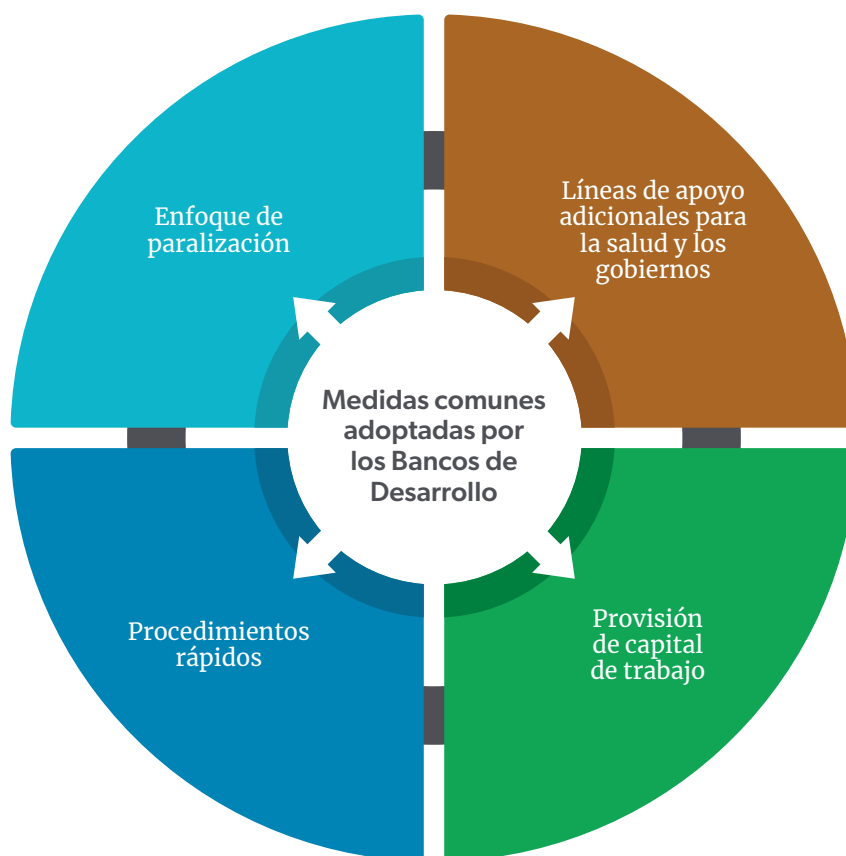 Enfoque de
paralización
Líneas de apoyo
adicionales para
la salud y los
gobiernos
Medidas comunes
adoptadas por
los Bancos de
Desarrollo
Procedimientos
rápidos
Provisión
de capital
de trabajo